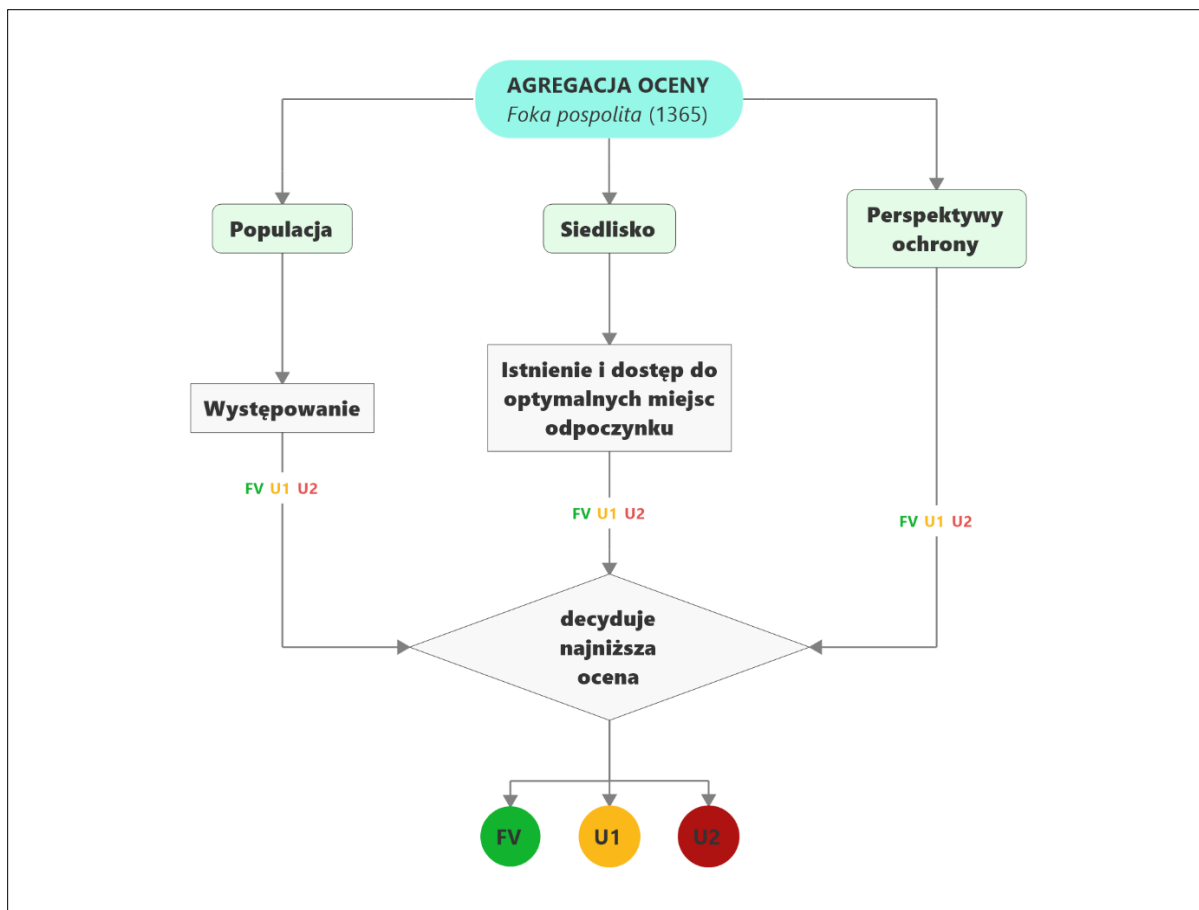 AGREGACJA OCENY
Foka pospolita (1365)
Populacja
Siedlisko
Perspektywy
ochrony
Występowanie
Istnienie i dostęp do
optymalnych miejsc
odpoczynku
FV U1 U2
FV U1 U2
FV U1 U2
decyduje
najniższa
ocena
FV
U1
U2